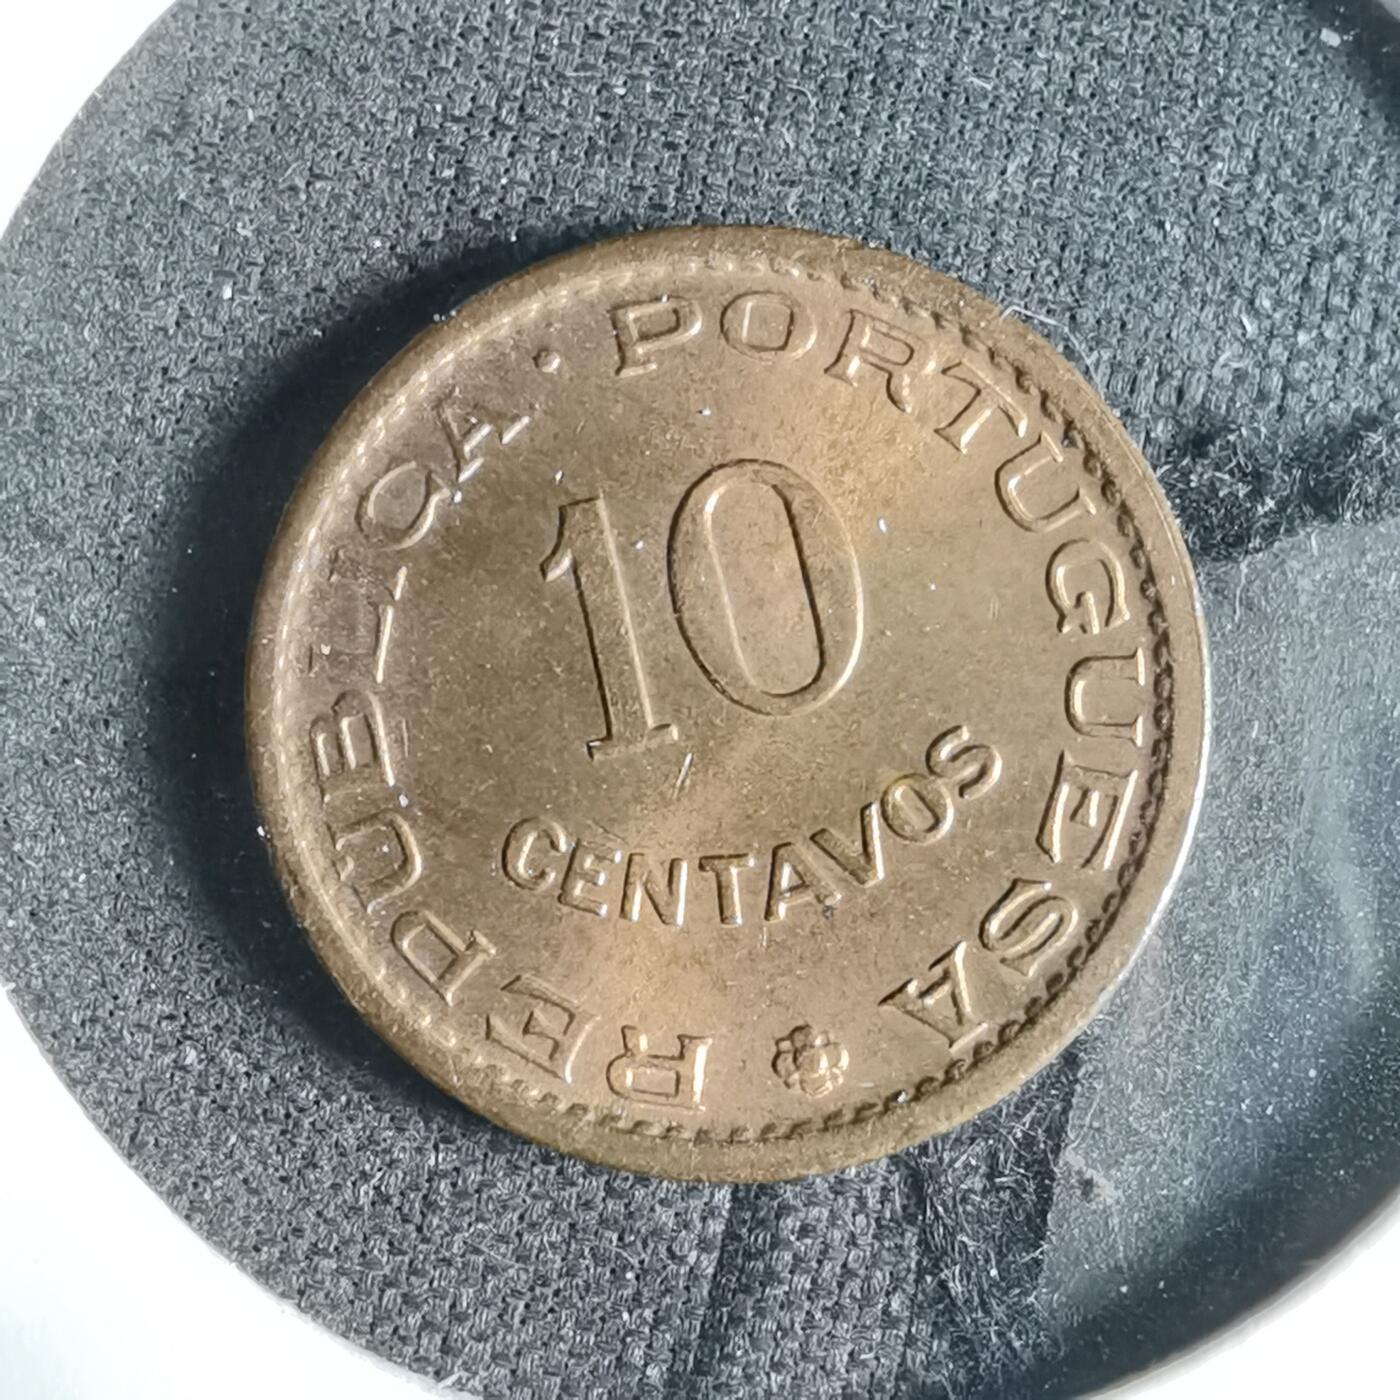 REPUBLICA · PORTUGUESA
10
CENTAVOS